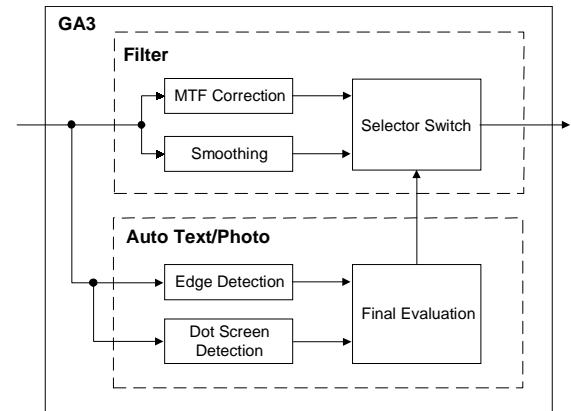 GA3
Filter
MTF Correction
Smoothing
Selector Switch
Auto Text/Photo
Edge Detection
Dot Screen
Detection
Final Evaluation